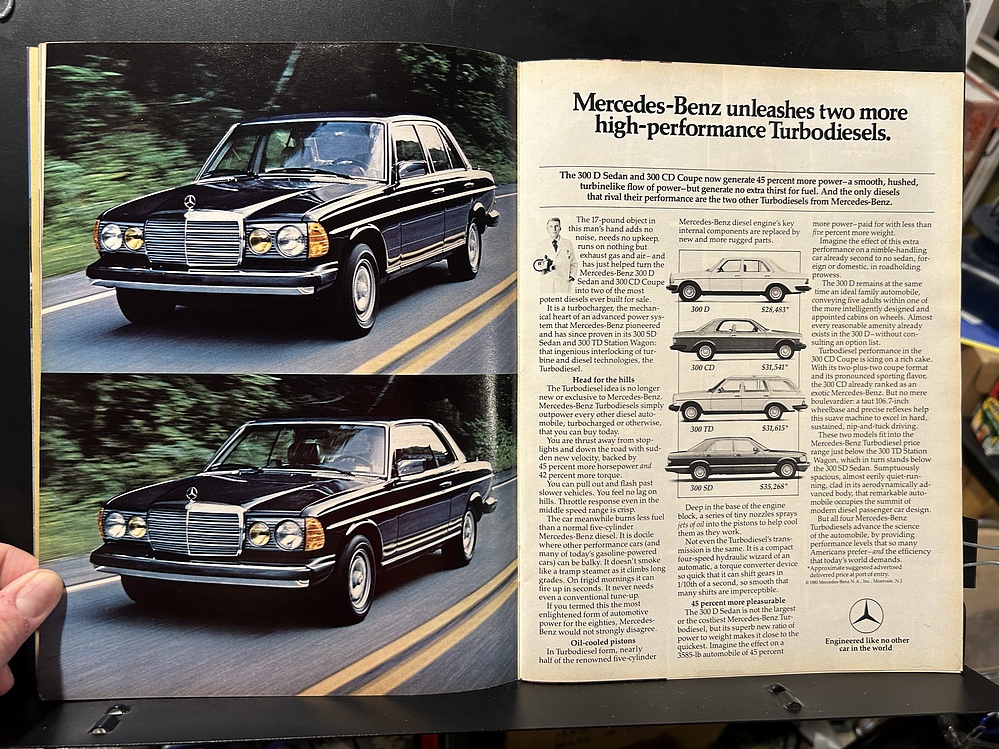 Mercedes-Benz unleashes two more
high-performance Turbodiesels.
The 300 D Sedan and 300 CD Coupe now generate 45 percent more power–a smooth, hushed,
turbinelike flow of power–but generate no extra thirst for fuel. And the only diesels
that rival their performance are the two other Turbodiesels from Mercedes-Benz.
The 17-pound object in
this man's hand adds no
noise, needs no upkeep,
runs on nothing but
exhaust gas and air–and
has just helped turn the
Mercedes-Benz 300 D
Sedan and 300 CD Coupe
into two of the most
potent diesels ever built for sale.
It is a turbocharger, the mechan-
ical heart of an advanced power sys-
tem that Mercedes-Benz pioneered
and has since proven in its 300 SD
Sedan and 300 TD Station Wagon:
that ingenious interlocking of tur-
bine and diesel technologies, the
Turbodiesel.
Head for the hills
The Turbodiesel idea is no longer
new or exclusive to Mercedes-Benz.
Mercedes-Benz Turbodiesels simply
outpower every other diesel auto-
mobile, turbocharged or otherwise,
that you can buy today.
You are thrust away from stop-
lights and down the road with sud-
den new velocity, backed by
45 percent more horsepower and
42 percent more torque.
You can pull out and flash past
slower vehicles. You feel no lag on
hills. Throttle response even in the
middle speed range is crisp.
The car meanwhile burns less fuel
than a normal five-cylinder
Mercedes-Benz diesel. It is docile
where other performance cars (and
many of today's gasoline-powered
cars) can be balky. It doesn't smoke
like a tramp steamer as it climbs long
grades. On frigid mornings it can
fire up in seconds. It never needs
even a conventional tune-up.
If you termed this the most
enlightened form of automotive
power for the eighties, Mercedes-
Benz would not strongly disagree.
Oil-cooled pistons
In Turbodiesel form, nearly
half of the renowned five-cylinder
Mercedes-Benz diesel engine's key
internal components are replaced by
new and more rugged parts.
300 D $28,483*
300 CD $31,541*
300 TD $31,615*
300 SD $35,268*
Deep in the base of the engine
block, a series of tiny nozzles sprays
jets of oil into the pistons to help cool
them as they work.
Not even the Turbodiesel's trans-
mission is the same. It is a compact
four-speed hydraulic wizard of an
automatic, a torque converter device
so quick that it can shift gears in
1/10th of a second, so smooth that
many shifts are imperceptible.
45 percent more pleasurable
The 300 D Sedan is not the largest
or the costliest Mercedes-Benz Tur-
bodiesel, but its superb new ratio of
power to weight makes it close to the
quickest. Imagine the effect on a
3585-lb automobile of 45 percent
more power–paid for with less than
five percent more weight.
Imagine the effect of this extra
performance on a nimble-handling
car already second to no sedan, for-
eign or domestic, in roadholding
prowess.
The 300 D remains at the same
time an ideal family automobile,
conveying five adults within one of
the more intelligently designed and
appointed cabins on wheels. Almost
every reasonable amenity already
exists in the 300 D–without con-
sulting an option list.
Turbodiesel performance in the
300 CD Coupe is icing on a rich cake.
With its two-plus-two coupe format
and its pronounced sporting flavor,
the 300 CD already ranked as an
exotic Mercedes-Benz. But no mere
boulevardier: a taut 106.7-inch
wheelbase and precise reflexes help
this suave machine to excel in hard,
sustained, nip-and-tuck driving.
These two models fit into the
Mercedes-Benz Turbodiesel price
range just below the 300 TD Station
Wagon, which in turn stands below
the 300 SD Sedan. Sumptuously
spacious, almost eerily quiet-run-
ning, clad in its aerodynamically ad-
vanced body, that remarkable auto-
mobile occupies the summit of
modern diesel passenger car design.
But all four Mercedes-Benz
Turbodiesels advance the science
of the automobile, by providing
performance levels that so many
Americans prefer–and the efficiency
that today's world demands.
*Approximate suggested advertised
delivered price at port of entry.
© 1981 Mercedes-Benz N.A., Inc., Montvale, N.J.
Engineered like no other
car in the world